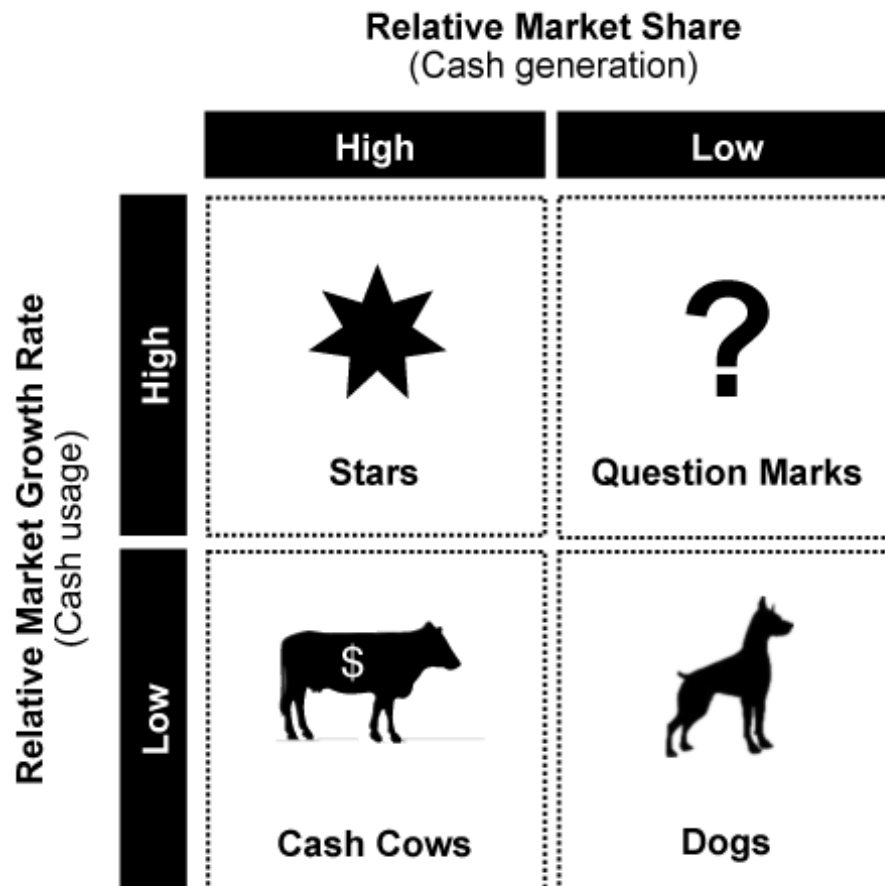 Relative Market Share
(Cash generation)
High
Low
Relative Market Growth Rate
(Cash usage)
High
?
Stars
Question Marks
Low
$
Cash Cows
Dogs